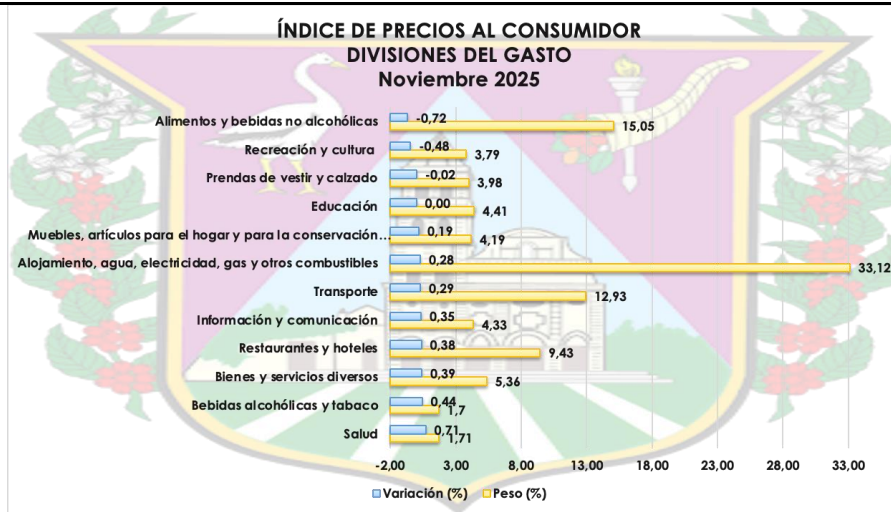 ÍNDICE DE PRECIOS AL CONSUMIDOR
DIVISIONES DEL GASTO
Noviembre 2025
Alimentos y bebidas no alcohólicas
-0,72
15,05
Recreación y cultura
-0,48
3,79
Prendas de vestir y calzado
-0,02
3,98
Educación
0,00
4,41
Muebles, artículos para el hogar y para la conservación...
0,19
4,19
Alojamiento, agua, electricidad, gas y otros combustibles
0,28
33,12
Transporte
0,29
12,93
Información y comunicación
0,35
4,33
Restaurantes y hoteles
0,38
9,43
Bienes y servicios diversos
0,39
5,36
Bebidas alcohólicas y tabaco
0,44
1,7
Salud
0,71
1,71
-2,00 3,00 8,00 13,00 18,00 23,00 28,00 33,00
Variación (%) Peso (%)